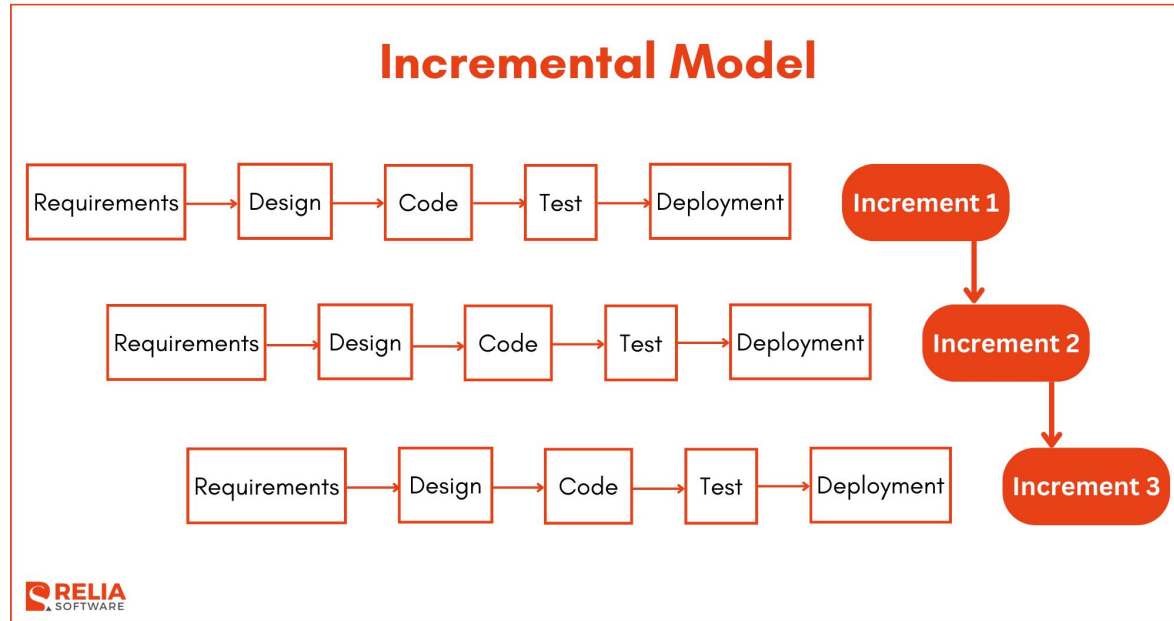 Incremental Model
Requirements Design Code Test Deployment Increment 1
Requirements Design Code Test Deployment Increment 2
Requirements Design Code Test Deployment Increment 3
RELIA
SOFTWARE